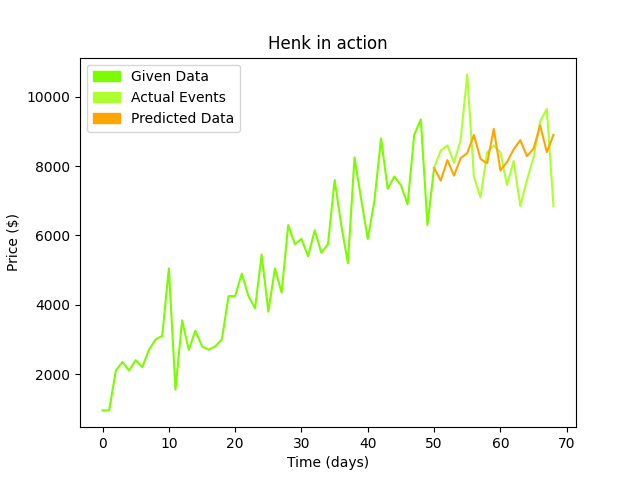 Henk in action
Given Data
Actual Events
Predicted Data
Price ($)
10000
8000
6000
4000
2000
0 10 20 30 40 50 60 70
Time (days)